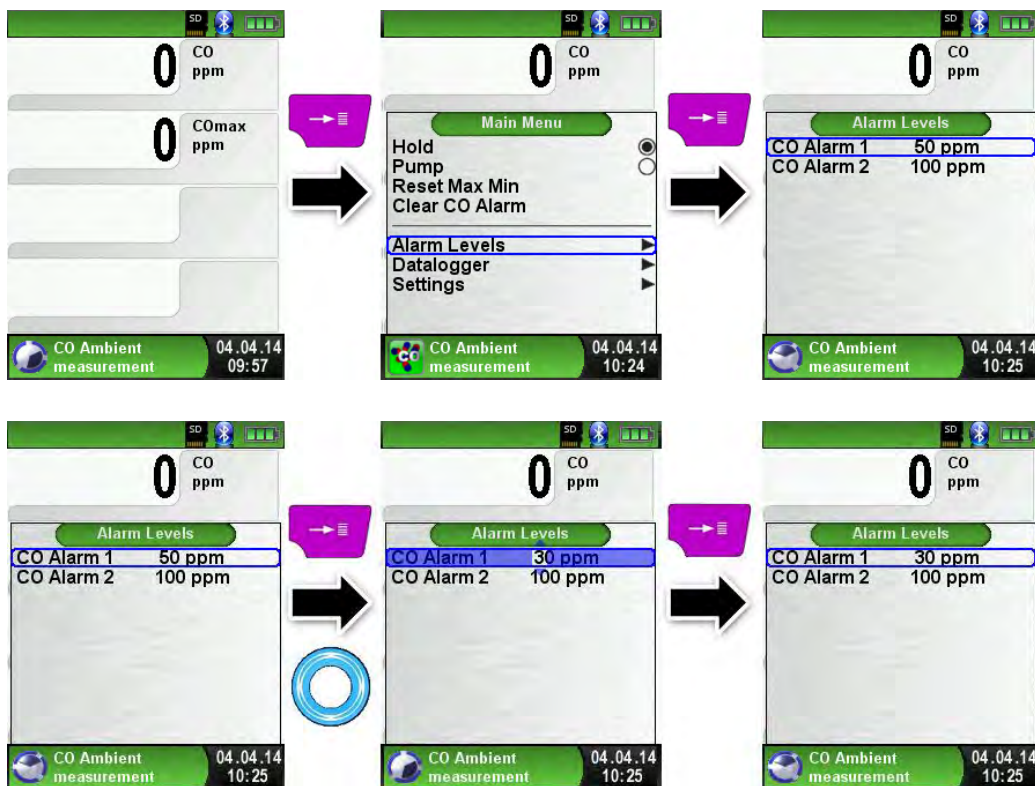 SD
0 CO
ppm
0 COmax
ppm
CO Ambient 04.04.14
measurement 09:57
SD
0 CO
ppm
Main Menu
Hold
Pump
Reset Max Min
Clear CO Alarm
Alarm Levels
Datalogger
Settings
CO
CO Ambient 04.04.14
measurement 10:24
SD
0 CO
ppm
Alarm Levels
CO Alarm 1 50 ppm
CO Alarm 2 100 ppm
CO Ambient 04.04.14
measurement 10:25
SD
0 CO
ppm
Alarm Levels
CO Alarm 1 50 ppm
CO Alarm 2 100 ppm
CO Ambient 04.04.14
measurement 10:25
SD
0 CO
ppm
Alarm Levels
CO Alarm 1 30 ppm
CO Alarm 2 100 ppm
CO Ambient 04.04.14
measurement 10:25
SD
0 CO
ppm
Alarm Levels
CO Alarm 1 30 ppm
CO Alarm 2 100 ppm
CO Ambient 04.04.14
measurement 10:25